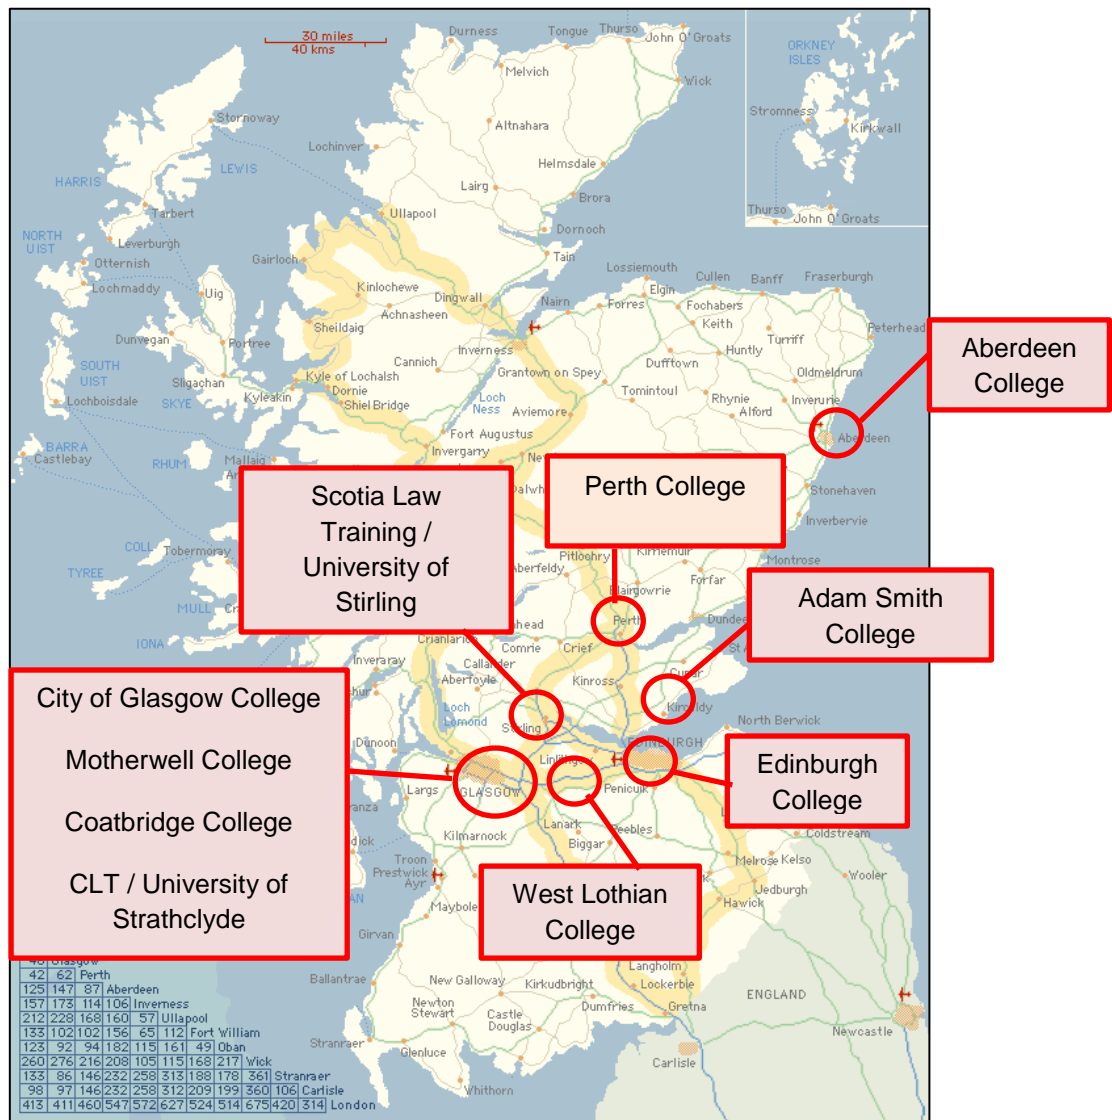 30 miles
40 kms
Durness
Tongue
Thurso
John O'Groats
Melvich
Wick
ORKNEY
ISLES
Stromness
Kirkwall
Thurso
John O'Groats
Stornoway
Altnahara
Lochinver
LEWIS
Helmsdale
HARRIS
Lairg
Brora
Tarbert
Ullapool
Dornoch
Leverburgh
NORTH
UIST
Otternish
Gairloch
Tain
Lossiemouth
Cullen
Banff
Fraserburgh
Lochmaddy
Uig
Kinlochewe
Dingwall
Nairn
Elgin
Forres
Fochabers
Achnasheen
Keith
Peterhead
Sheildaig
Turriff
Dunvegan
Portree
Inverness
Huntly
Cannich
Dufftown
SOUTH
UIST
Grantown on Spey
Oldmeldrum
Sligachan
Kyle of Lochalsh
Tomintoul
Rhynie
Inverurie
Lochboisdale
SKYE
Kyleakin
Dornie
Shiel Bridge
Loch
Ness
Aviemore
Alford
Aberdeen
Fort Augustus
BARRA
Castlebay
RHUM
Mallaig
Invergarry
Stonehaven
Inverbervie
COLL
Tobermoray
Pitlochry
Kirriemuir
Montrose
TYREE
Aberfeldy
Forfar
Blairgowrie
MULL
Perth
IONA
Crianlarich
Comrie
Crief
Inveraray
Callander
Cupar
Aberfoyle
Kinross
Loch
Lomond
Kircaldy
Stirling
North Berwick
Dunoon
Linlithgow
EDINBURGH
GLASGOW
Penicuik
Largs
Lanark
Peebles
Coldstream
Kilmarnock
Biggar
Troon
Melrose
Kelso
Prestwick
Ayr
Wooler
Jedburgh
Maybole
Hawick
Girvan
Langholm
Ballantrae
New Galloway
Kirkudbright
Lockerbie
ENGLAND
Newton
Stewart
Castle
Douglas
Dumfries
Gretna
Newcastle
Stranraer
Glenluce
Carlisle
Whithorn
Aberdeen
College
Perth College
Scotia Law
Training /
University of
Stirling
Adam Smith
College
City of Glasgow College
Motherwell College
Coatbridge College
CLT / University of
Strathclyde
Edinburgh
College
West Lothian
College
42 62 Perth
125 147 87 Aberdeen
157 173 114 106 Inverness
212 228 168 160 57 Ullapool
133 102 102 156 65 112 Fort William
123 92 94 182 115 161 49 Oban
260 276 216 208 105 115 168 217 Wick
133 86 146 232 258 313 188 178 361 Stranraer
98 97 146 232 258 312 209 199 360 106 Carlisle
413 411 460 547 572 627 524 514 675 420 314 London